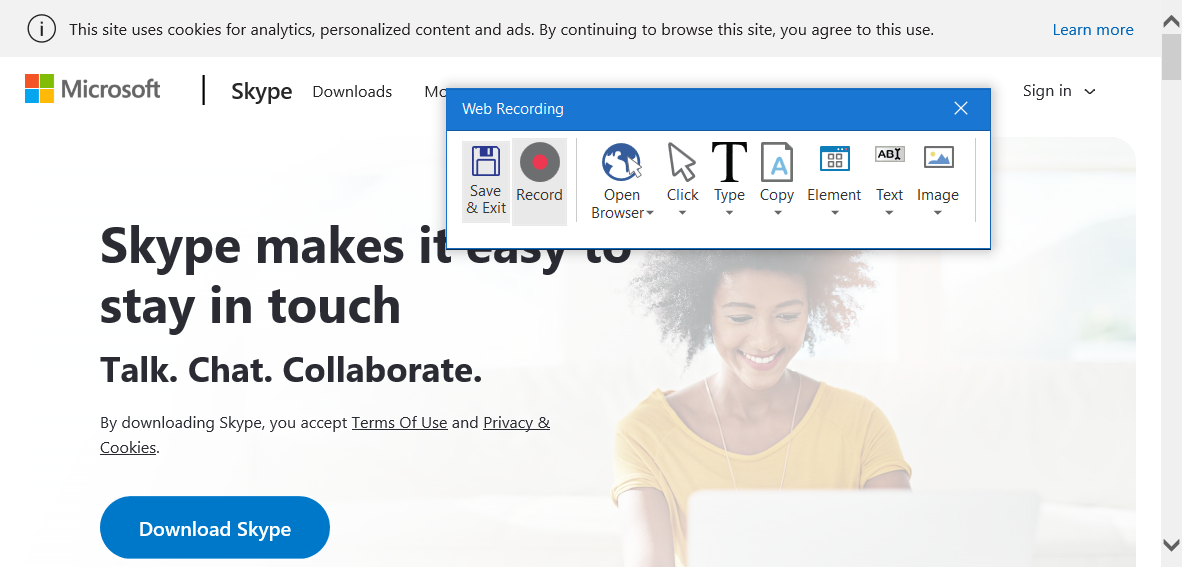 This site uses cookies for analytics, personalized content and ads. By continuing to browse this site, you agree to this use.
Learn more
Microsoft
Skype
Downloads
Sign in
Web Recording
Save
& Exit
Record
Open
Browser
Click
Type
Copy
Element
Text
Image
Skype makes it easy to
stay in touch
Talk. Chat. Collaborate.
By downloading Skype, you accept Terms Of Use and Privacy &
Cookies.
Download Skype